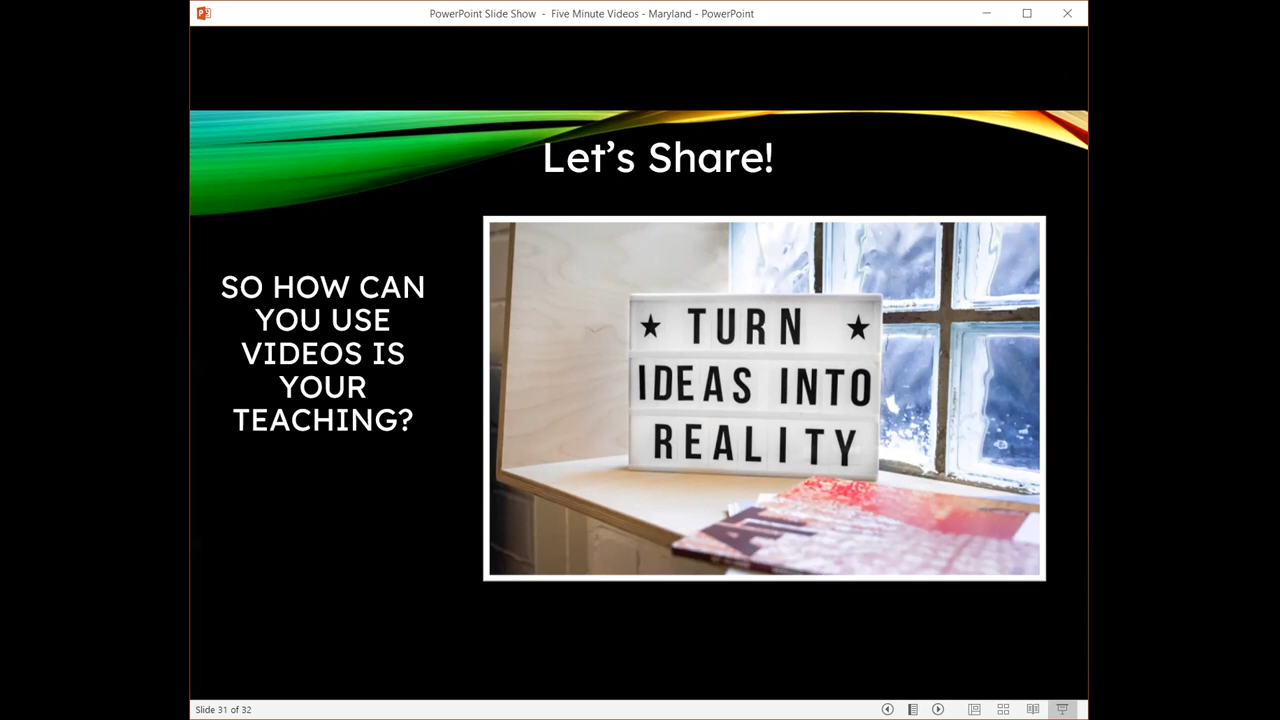 PowerPoint Slide Show - Five Minute Videos - Maryland - PowerPoint
Let’s Share!
SO HOW CAN
YOU USE
VIDEOS IS
YOUR
TEACHING?
★ TURN ★
IDEAS INTO
REALITY
Slide 31 of 32